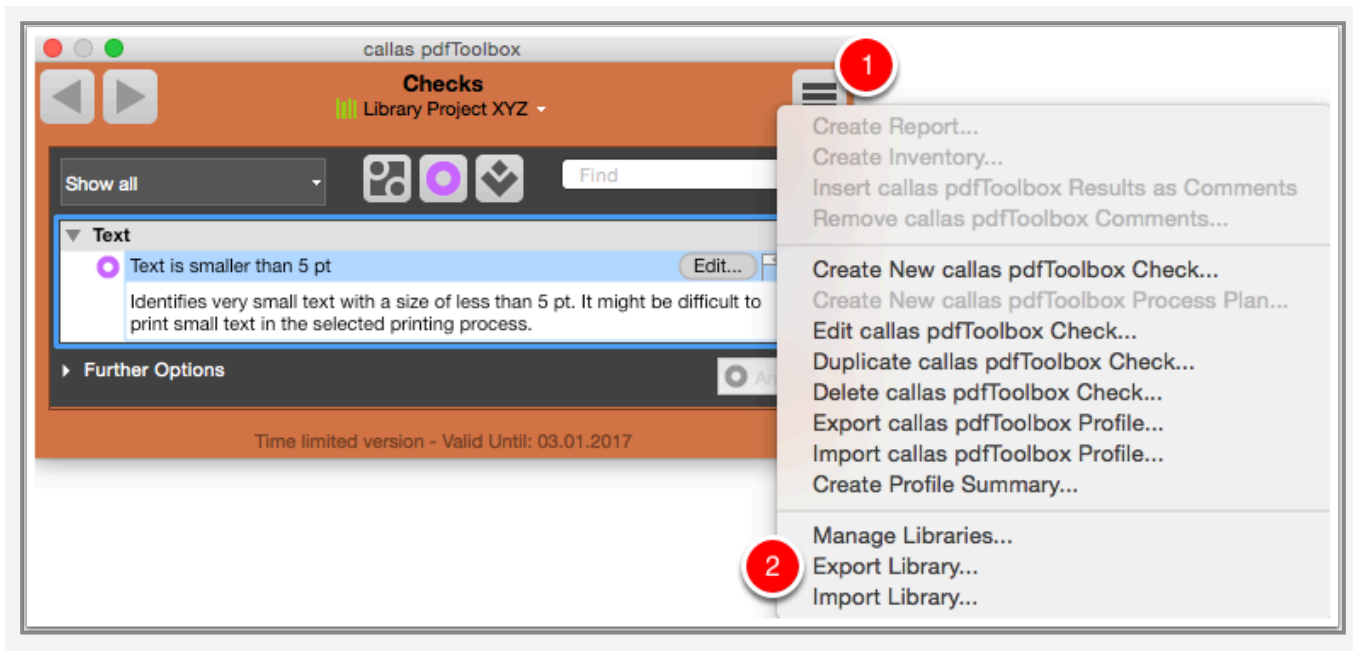 callas pdfToolbox
1
Checks
Library Project XYZ
Show all
Find
Text
Text is smaller than 5 pt
Edit...
Identifies very small text with a size of less than 5 pt. It might be difficult to
print small text in the selected printing process.
Further Options
Time limited version - Valid Until: 03.01.2017
Create Report...
Create Inventory...
Insert callas pdfToolbox Results as Comments
Remove callas pdfToolbox Comments...
Create New callas pdfToolbox Check...
Create New callas pdfToolbox Process Plan...
Edit callas pdfToolbox Check...
Duplicate callas pdfToolbox Check...
Delete callas pdfToolbox Check...
Export callas pdfToolbox Profile...
Import callas pdfToolbox Profile...
Create Profile Summary...
Manage Libraries...
2
Export Library...
Import Library...